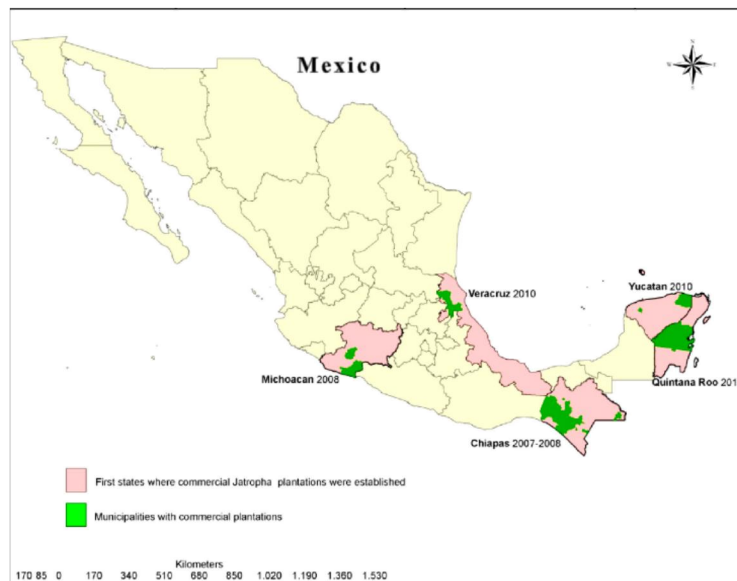 Mexico
N
Veracruz 2010
Yucatan 2010
Michoacan 2008
Quintana Roo 201
Chiapas 2007-2008
First states where commercial Jatropha plantations were established
Municipalities with commercial plantations
Kilometers
170 85 0 170 340 510 680 850 1.020 1.190 1.360 1.530